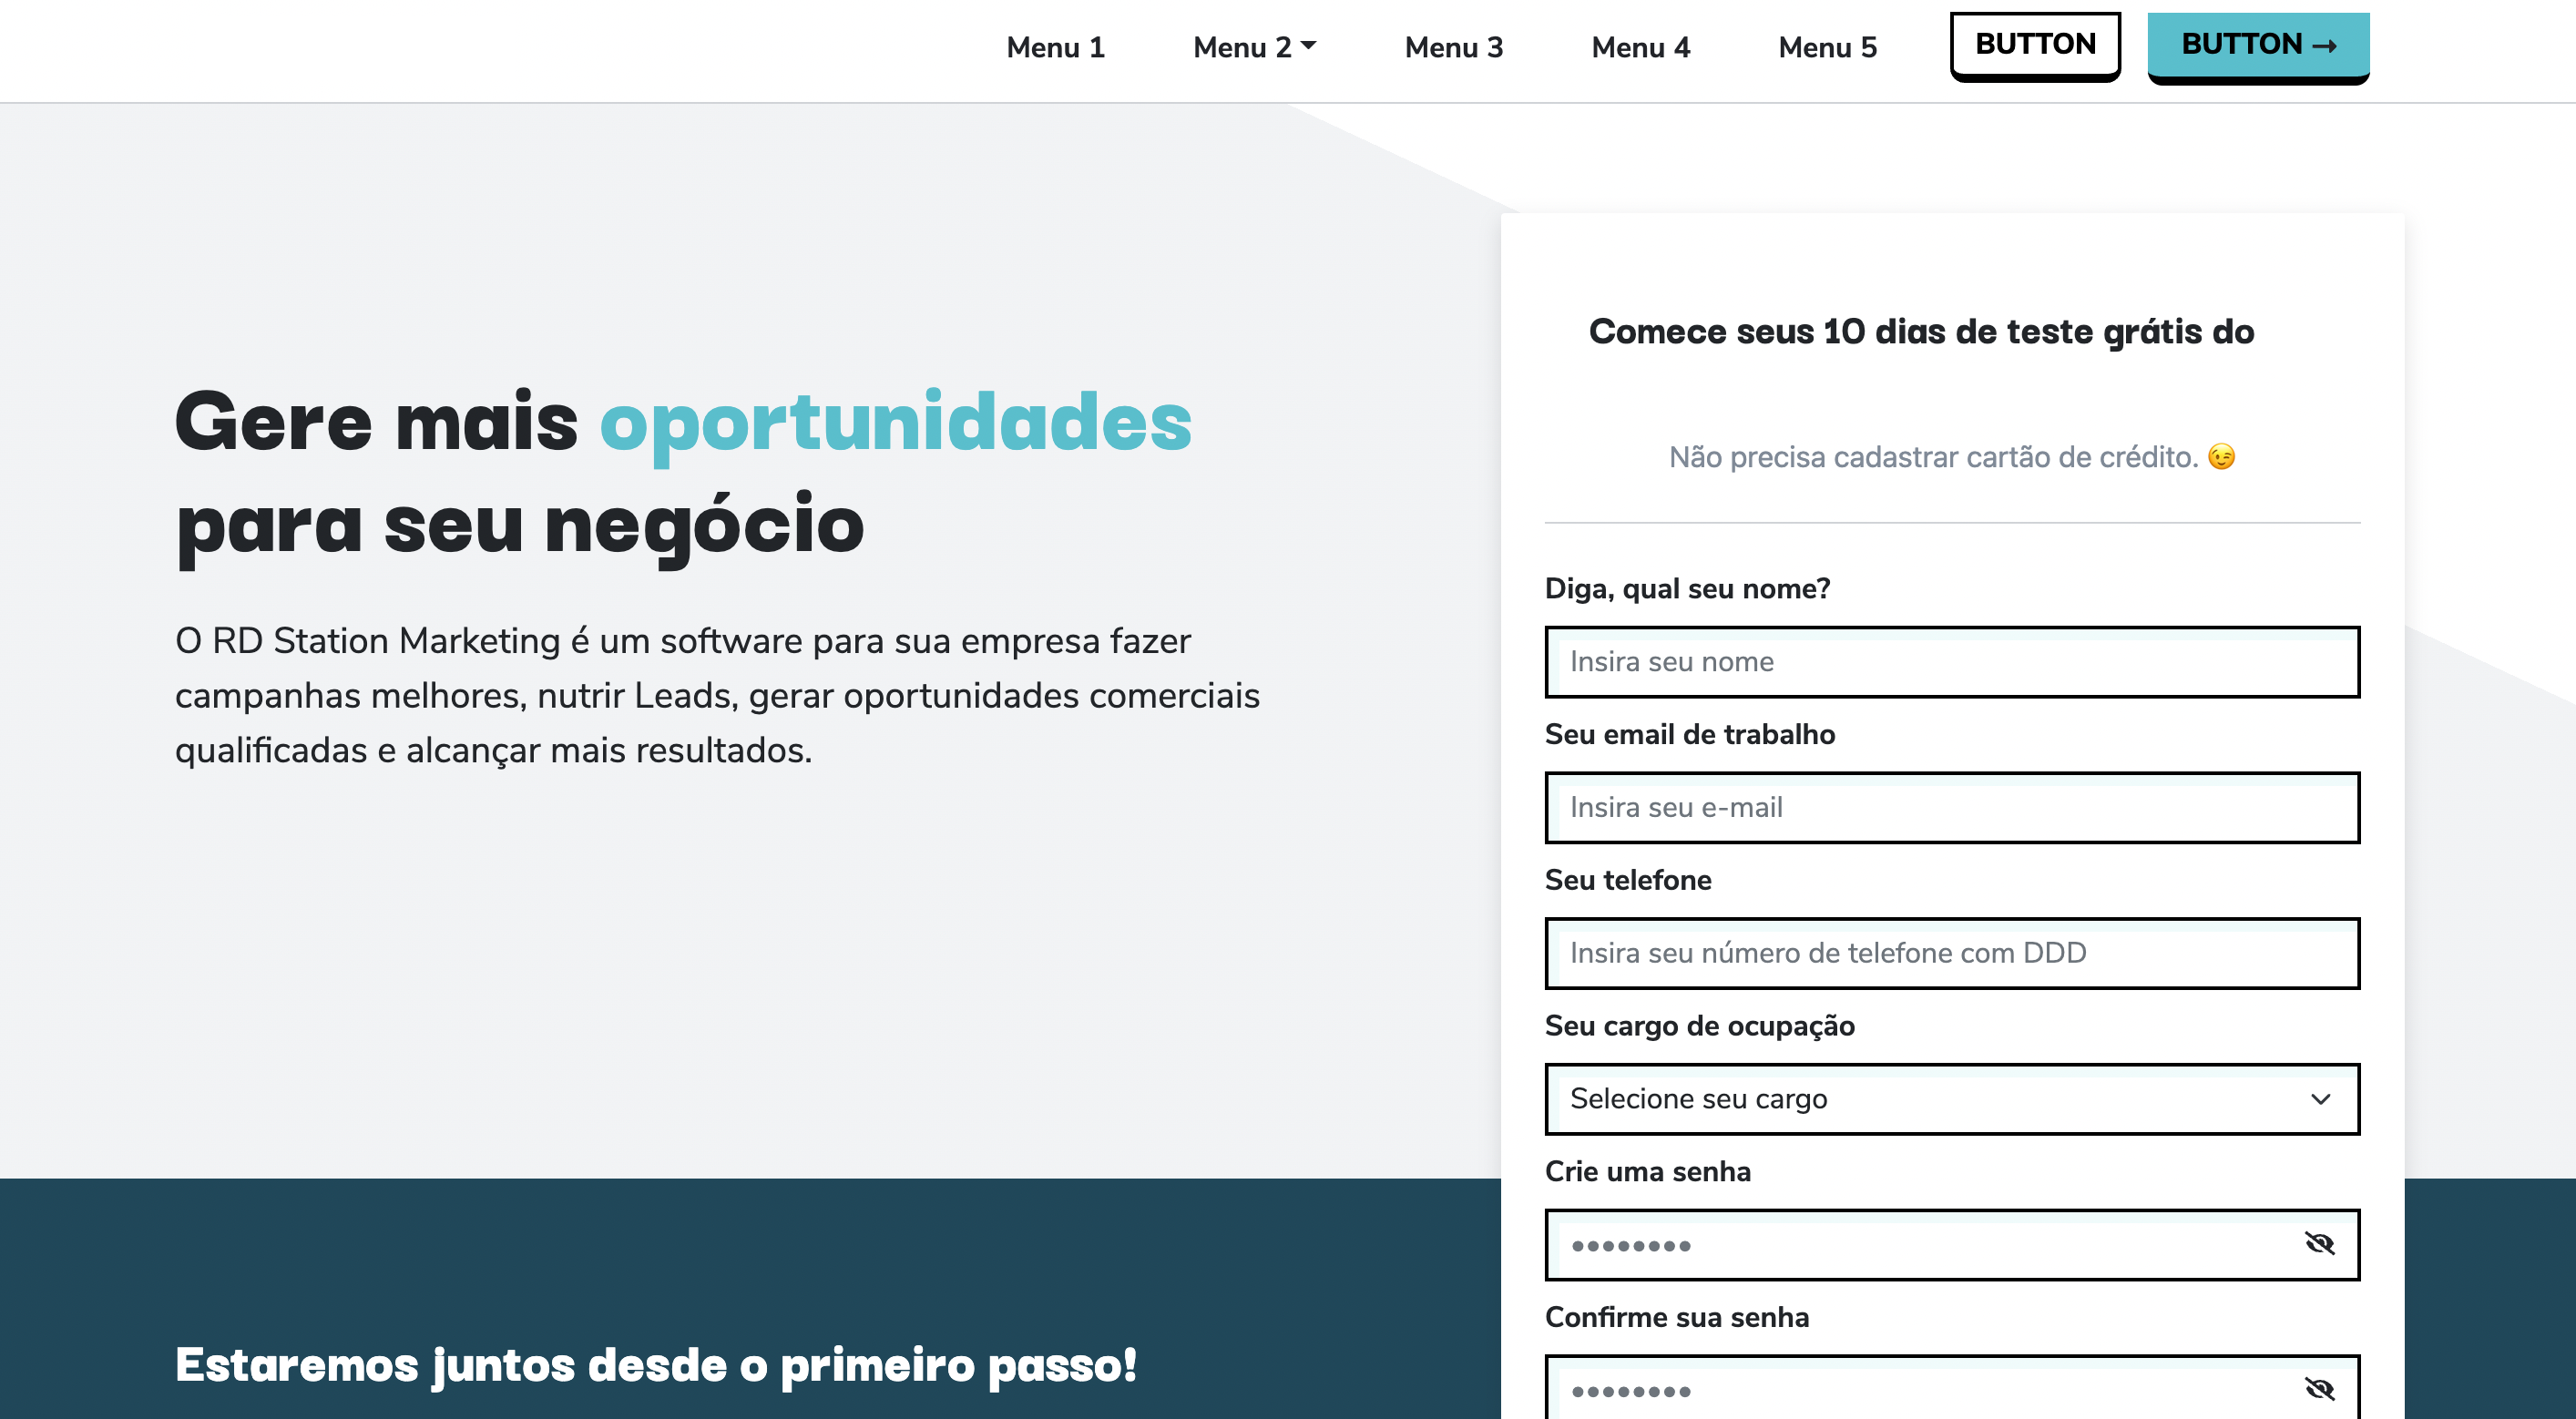 Menu 1
Menu 2
Menu 3
Menu 4
Menu 5
BUTTON
BUTTON →
Gere mais oportunidades
para seu negócio
O RD Station Marketing é um software para sua empresa fazer
campanhas melhores, nutrir Leads, gerar oportunidades comerciais
qualificadas e alcançar mais resultados.
Comece seus 10 dias de teste grátis do
Não precisa cadastrar cartão de crédito. 😉
Diga, qual seu nome?
Insira seu nome
Seu email de trabalho
Insira seu e-mail
Seu telefone
Insira seu número de telefone com DDD
Seu cargo de ocupação
Selecione seu cargo
Crie uma senha
••••••••
Confirme sua senha
••••••••
Estaremos juntos desde o primeiro passo!